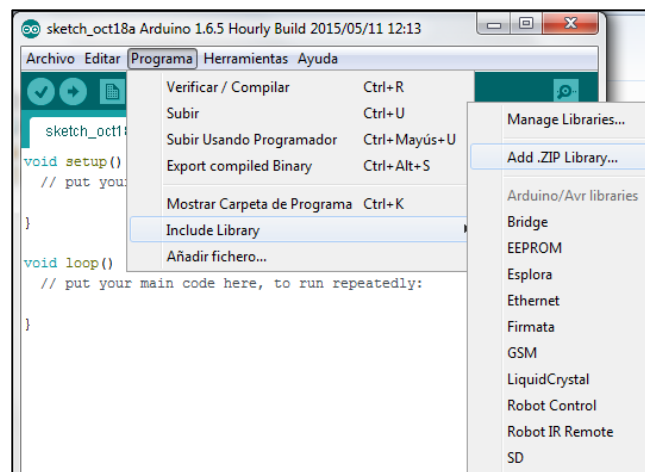 sketch_oct18a Arduino 1.6.5 Hourly Build 2015/05/11 12:13
Archivo Editar Programa Herramientas Ayuda
Verificar / Compilar Ctrl+R
Subir Ctrl+U
Subir Usando Programador Ctrl+Mayús+U
Export compiled Binary Ctrl+Alt+S
Mostrar Carpeta de Programa Ctrl+K
Include Library
Añadir fichero...
Manage Libraries...
Add .ZIP Library...
Arduino/Avr libraries
Bridge
EEPROM
Esplora
Ethernet
Firmata
GSM
LiquidCrystal
Robot Control
Robot IR Remote
SD
sketch_oct18
void setup()
// put your
}
void loop()
// put your main code here, to run repeatedly:
}